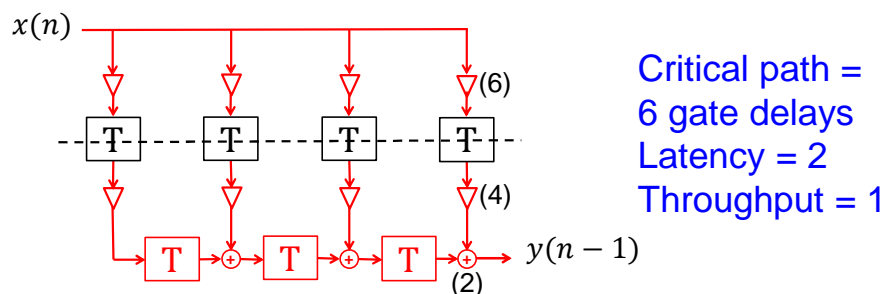 x(n)
(6)
T T T T
(4)
T + T + T + y(n − 1)
(2)
Critical path =
6 gate delays
Latency = 2
Throughput = 1